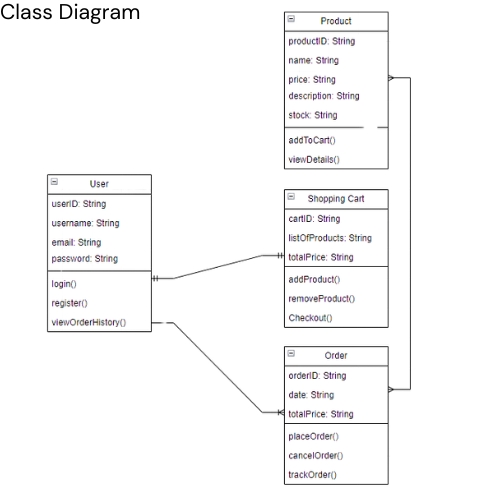 Class Diagram
Product
productID: String
name: String
price: String
description: String
stock: String
addToCart()
viewDetails()
User
userID: String
username: String
email: String
password: String
login()
register()
viewOrderHistory()
Shopping Cart
cartID: String
listOfProducts: String
totalPrice: String
addProduct()
removeProduct()
Checkout()
Order
orderID: String
date: String
totalPrice: String
placeOrder()
cancelOrder()
trackOrder()